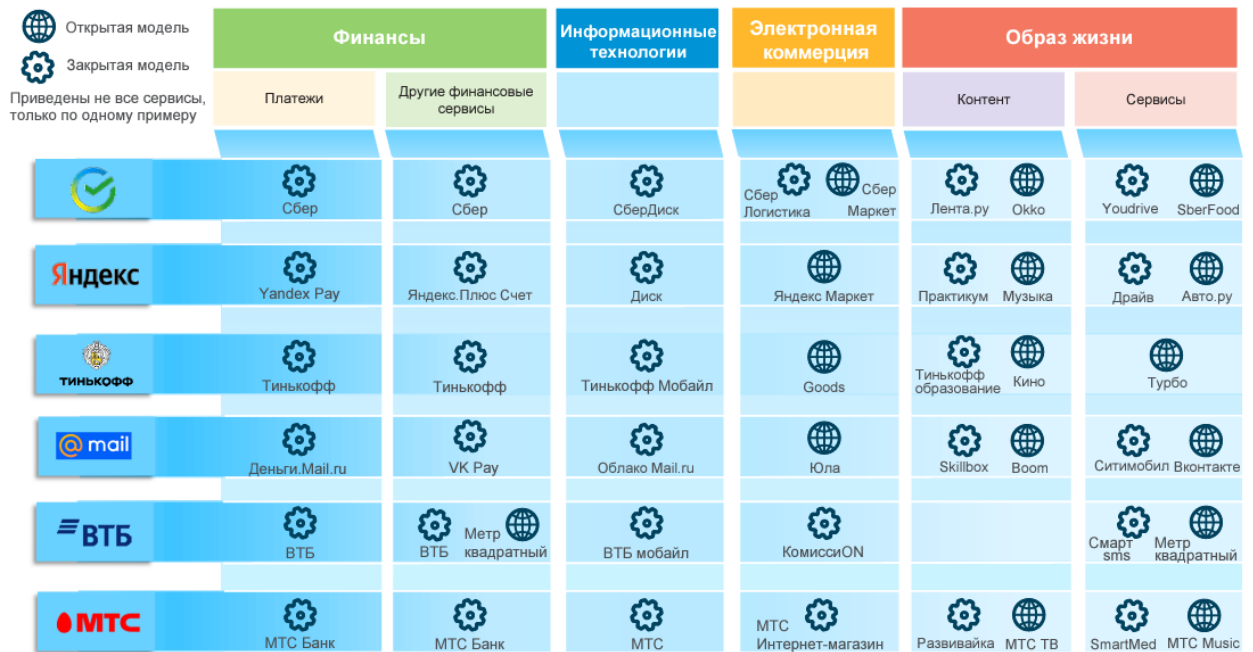 Открытая модель
Закрытая модель
Приведены не все сервисы,
только по одному примеру
Финансы
Информационные
технологии
Электронная
коммерция
Образ жизни
Платежи
Другие финансовые
сервисы
Контент
Сервисы
Сбер
Сбер
СберДиск
Сбер
Логистика
Сбер
Маркет
Лента.ру
Okko
Youdrive
SberFood
Яндекс
Yandex Pay
Яндекс.Плюс Счет
Диск
Яндекс Маркет
Практикум
Музыка
Драйв
Авто.ру
ТИНЬКОФФ
Тинькофф
Тинькофф
Тинькофф Мобайл
Goods
Тинькофф
образование
Кино
Турбо
@mail
Деньги.Mail.ru
VK Pay
Облако Mail.ru
Юла
Skillbox
Boom
Ситимобил
Вконтакте
ВТБ
ВТБ
ВТБ
Метр
квадратный
ВТБ мобайл
КомиссиON
Смарт
sms
Метр
квадратный
МТС
МТС Банк
МТС Банк
МТС
МТС
Интернет-магазин
Развивайка
МТС ТВ
SmartMed
МТС Music